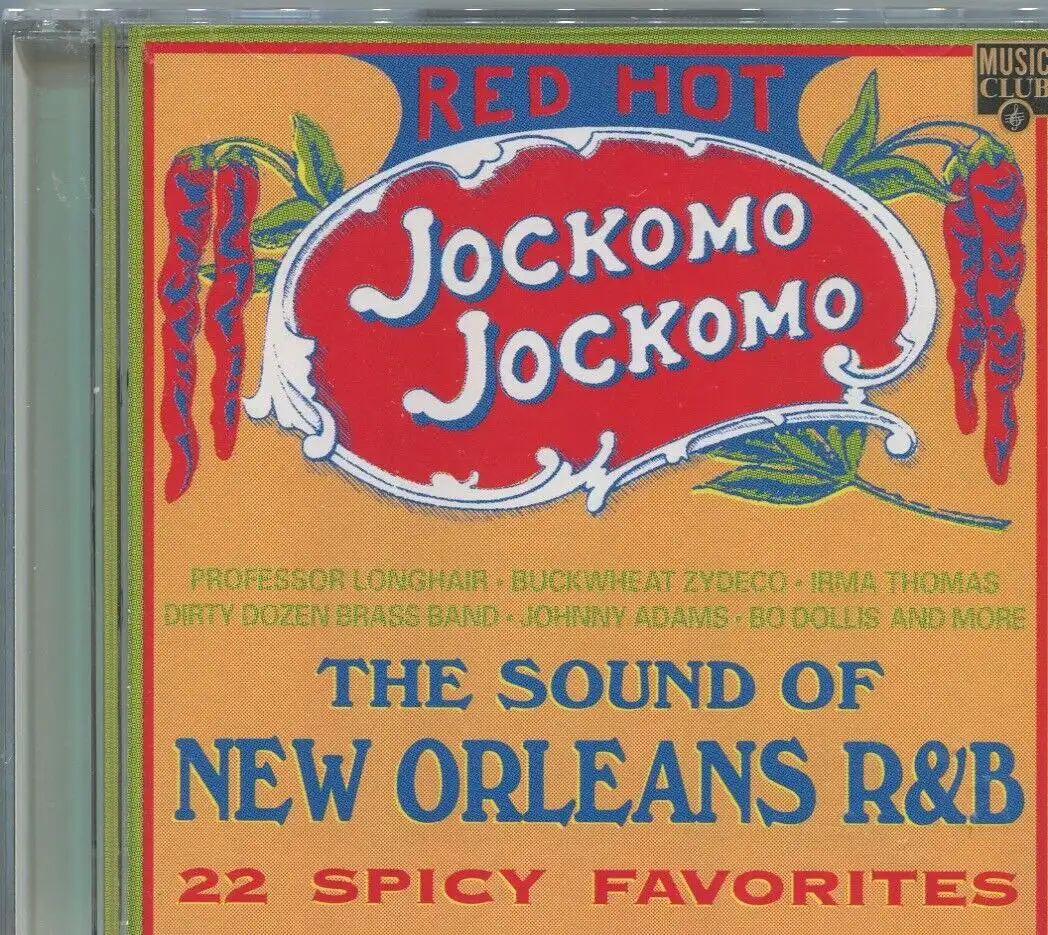 RED HOT
MUSIC
CLUB
JOCKOMO
JOCKOMO
PROFESSOR LONGHAIR • BUCKWHEAT ZYDECO • IRMA THOMAS
DIRTY DOZEN BRASS BAND • JOHNNY ADAMS • BO DOLLIS AND MORE
THE SOUND OF
NEW ORLEANS R&B
22 SPICY FAVORITES